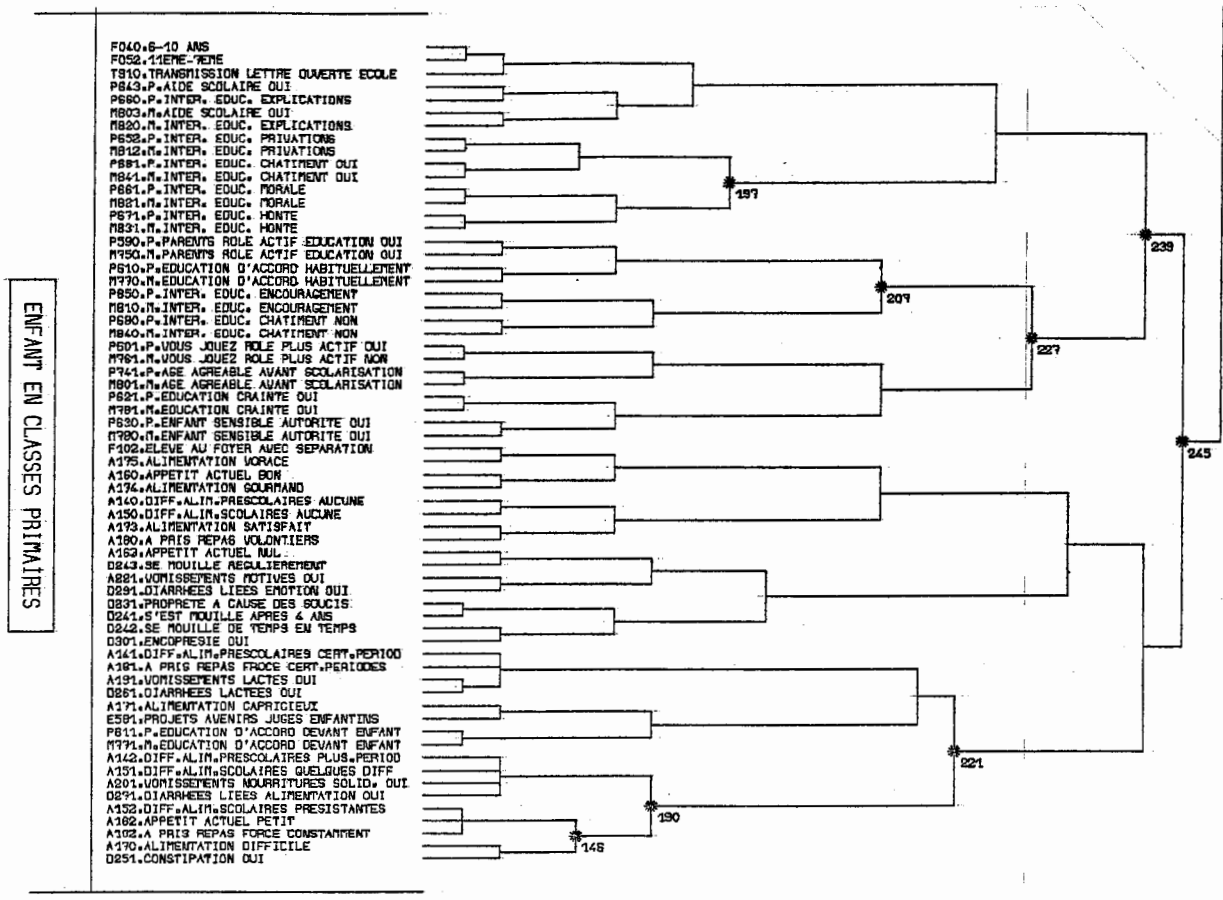 F040.6-10 ANS
F052.11EME-7EME
T910.TRANSMISSION LETTRE OUVERTE ECOLE
P643.P.AIDE SCOLAIRE OUI
P660.P.INTER. EDUC. EXPLICATIONS
M803.M.AIDE SCOLAIRE OUI
M820.M.INTER. EDUC. EXPLICATIONS
P652.P.INTER. EDUC. PRIVATIONS
M812.M.INTER. EDUC. PRIVATIONS
P681.P.INTER. EDUC. CHATIMENT OUI
M841.M.INTER. EDUC. CHATIMENT OUI
P661.P.INTER. EDUC. MORALE
M821.M.INTER. EDUC. MORALE
P671.P.INTER. EDUC. HONTE
M831.M.INTER. EDUC. HONTE
P590.P.PARENTS ROLE ACTIF EDUCATION OUI
M750.M.PARENTS ROLE ACTIF EDUCATION OUI
P610.P.EDUCATION D'ACCORD HABITUELLEMENT
M770.M.EDUCATION D'ACCORD HABITUELLEMENT
P650.P.INTER. EDUC. ENCOURAGEMENT
M810.M.INTER. EDUC. ENCOURAGEMENT
P680.P.INTER. EDUC. CHATIMENT NON
M840.M.INTER. EDUC. CHATIMENT NON
P601.P.VOUS JOUEZ ROLE PLUS ACTIF OUI
M761.M.VOUS JOUEZ ROLE PLUS ACTIF NON
P741.P.AGE AGREABLE AVANT SCOLARISATION
M801.M.AGE AGREABLE AVANT SCOLARISATION
P621.P.EDUCATION CRAINTE OUI
M781.M.EDUCATION CRAINTE OUI
P630.P.ENFANT SENSIBLE AUTORITE OUI
M790.M.ENFANT SENSIBLE AUTORITE OUI
F102.ELEVE AU FOYER AVEC SEPARATION
A175.ALIMENTATION VORACE
A160.APPETIT ACTUEL BON
A174.ALIMENTATION GOURMAND
A140.DIFF.ALIM.PRESCOLAIRES AUCUNE
A150.DIFF.ALIM.SCOLAIRES AUCUNE
A173.ALIMENTATION SATISFAIT
A180.A PRIS REPAS VOLONTIERS
A163.APPETIT ACTUEL NUL
D243.SE MOUILLE REGULIEREMENT
A221.VOMISSEMENTS MOTIVES OUI
D291.DIARRHEES LIEES EMOTION OUI
D231.PROPRETE A CAUSE DES SOUCIS
D241.S'EST MOUILLE APRES 4 ANS
D242.SE MOUILLE DE TEMPS EN TEMPS
D301.ENCOPRESIE OUI
A141.DIFF.ALIM.PRESCOLAIRES CERT.PERIOD
A181.A PRIS REPAS FROCE CERT.PERIODES
A191.VOMISSEMENTS LACTES OUI
D261.DIARRHEES LACTEES OUI
A171.ALIMENTATION CAPRICIEUX
E581.PROJETS AVENIRS JUGES ENFANTINS
P611.P.EDUCATION D'ACCORD DEVANT ENFANT
M771.M.EDUCATION D'ACCORD DEVANT ENFANT
A142.DIFF.ALIM.PRESCOLAIRES PLUS.PERIOD
A151.DIFF.ALIM.SCOLAIRES QUELQUES DIFF
A201.VOMISSEMENTS NOURRITURES SOLID. OUI
D271.DIARRHEES LIEES ALIMENTATION OUI
A152.DIFF.ALIM.SCOLAIRES PRESISTANTES
A162.APPETIT ACTUEL PETIT
A182.A PRIS REPAS FORCE CONSTAMMENT
A170.ALIMENTATION DIFFICILE
D251.CONSTIPATION OUI
197
239
207
227
245
221
190
146
ENFANT EN CLASSES PRIMAIRES